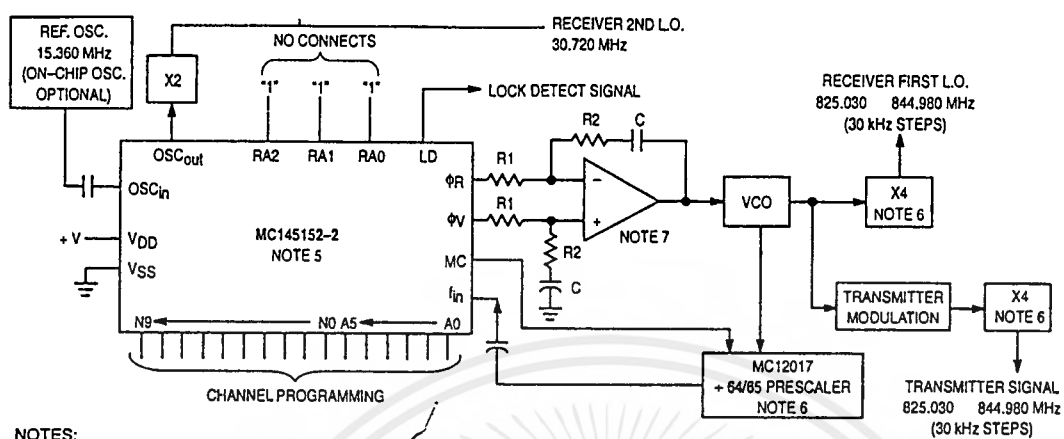 REF. OSC.
15.360 MHz
(ON–CHIP OSC.
OPTIONAL)
X2
RECEIVER 2ND L.O.
30.720 MHz
NO CONNECTS
"1" "1" "1"
LOCK DETECT SIGNAL
RECEIVER FIRST L.O.
825.030 844.980 MHz
(30 kHz STEPS)
OSCout RA2 RA1 RA0 LD
OSCin
+ V
VDD
VSS
MC145152–2
NOTE 5
ϕR
ϕV
MC
fin
R1
R1
R2
C
−
+
NOTE 7
R2
C
VCO
X4
NOTE 6
TRANSMITTER
MODULATION
X4
NOTE 6
N9 N0 A5 A0
CHANNEL PROGRAMMING
MC12017
÷ 64/65 PRESCALER
NOTE 6
TRANSMITTER SIGNAL
825.030 844.980 MHz
(30 kHz STEPS)
NOTES: